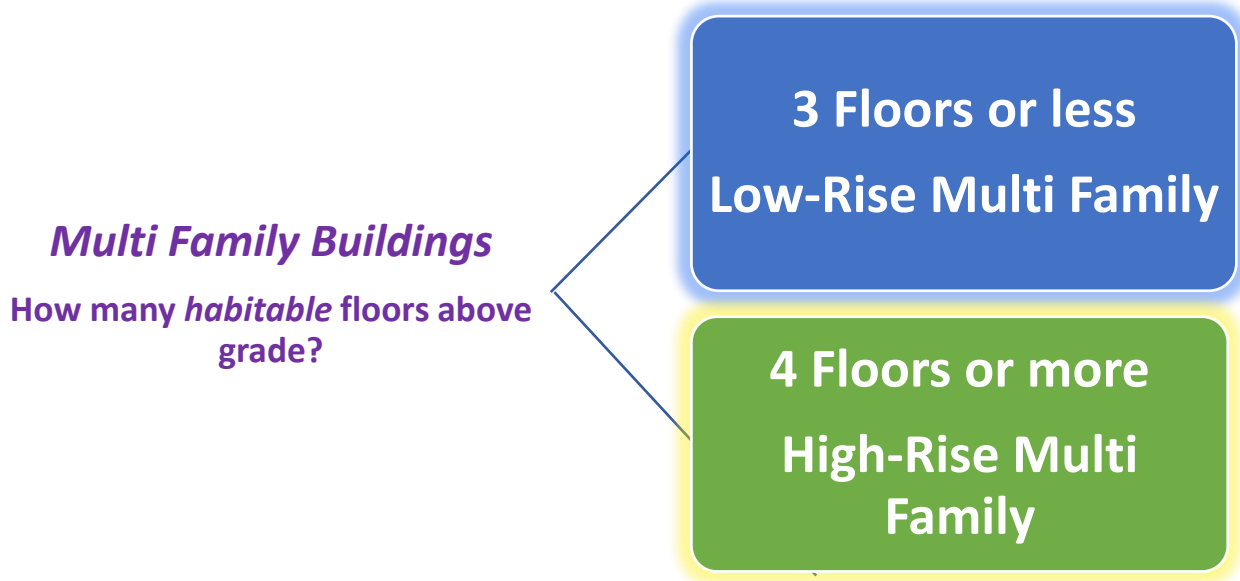 Multi Family Buildings
How many habitable floors above
grade?
3 Floors or less
Low-Rise Multi Family
4 Floors or more
High-Rise Multi
Family